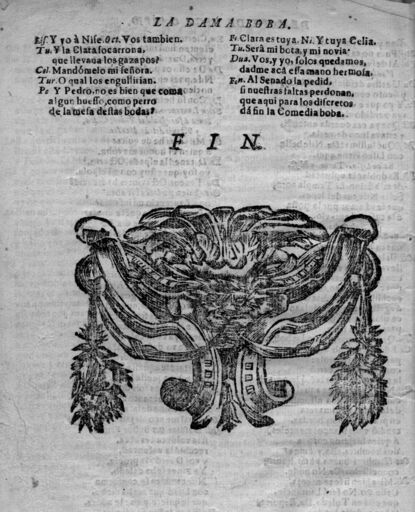 LA DAMA BOBA.
Lis. Y yo à Nise. Oct. Vos tambien.
Tu. Y la Clara socarrona,
que lleuaua los gazapos?
Cel. Mandómelo mi señora.
Tur. O qual los engullirian.
Pe Y Pedro, no es bien que coma
algun huesso, como perro
de la mesa destas bodas?
Fe. Clara es tuya. Ni. Y tuya Celia.
Tu. Serà mi bota, y mi novia.
Dua. Vos, y yo, solos quedamos,
dadme acà essa mano hermosa.
Fen. Al Senado la pedid,
si nuestras faltas perdonan,
que aqui para los discretos
dà fin la Comedia boba.
FIN.